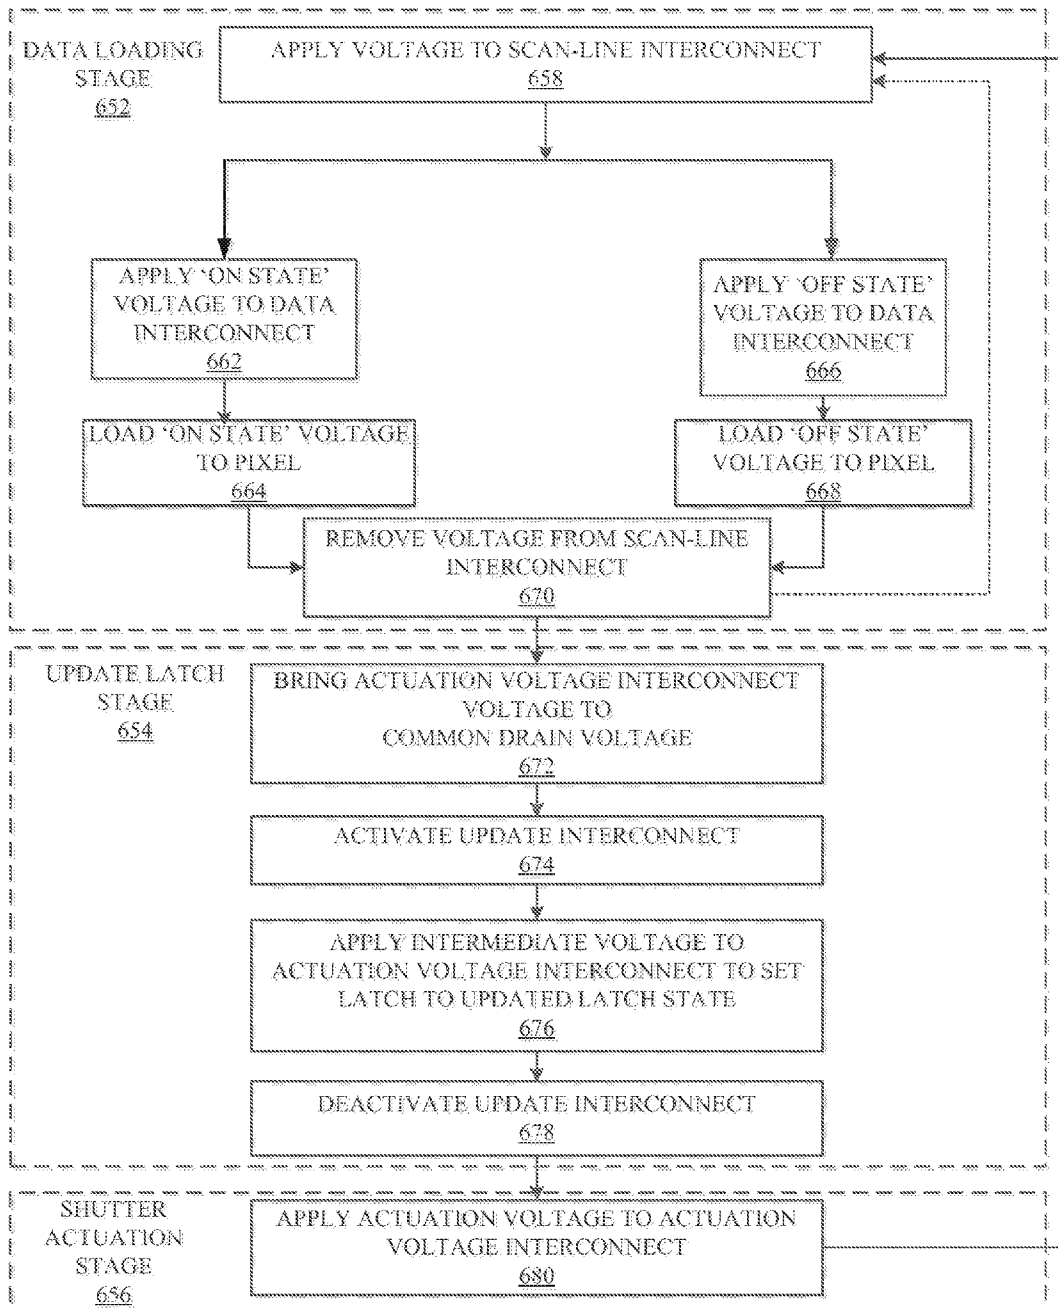 DATA LOADING
STAGE
652
APPLY VOLTAGE TO SCAN-LINE INTERCONNECT
658
APPLY ‘ON STATE’
VOLTAGE TO DATA
INTERCONNECT
662
APPLY ‘OFF STATE’
VOLTAGE TO DATA
INTERCONNECT
666
LOAD ‘ON STATE’ VOLTAGE
TO PIXEL
664
LOAD ‘OFF STATE’
VOLTAGE TO PIXEL
668
REMOVE VOLTAGE FROM SCAN-LINE
INTERCONNECT
670
UPDATE LATCH
STAGE
654
BRING ACTUATION VOLTAGE INTERCONNECT
VOLTAGE TO
COMMON DRAIN VOLTAGE
672
ACTIVATE UPDATE INTERCONNECT
674
APPLY INTERMEDIATE VOLTAGE TO
ACTUATION VOLTAGE INTERCONNECT TO SET
LATCH TO UPDATED LATCH STATE
676
DEACTIVATE UPDATE INTERCONNECT
678
SHUTTER
ACTUATION
STAGE
656
APPLY ACTUATION VOLTAGE TO ACTUATION
VOLTAGE INTERCONNECT
680